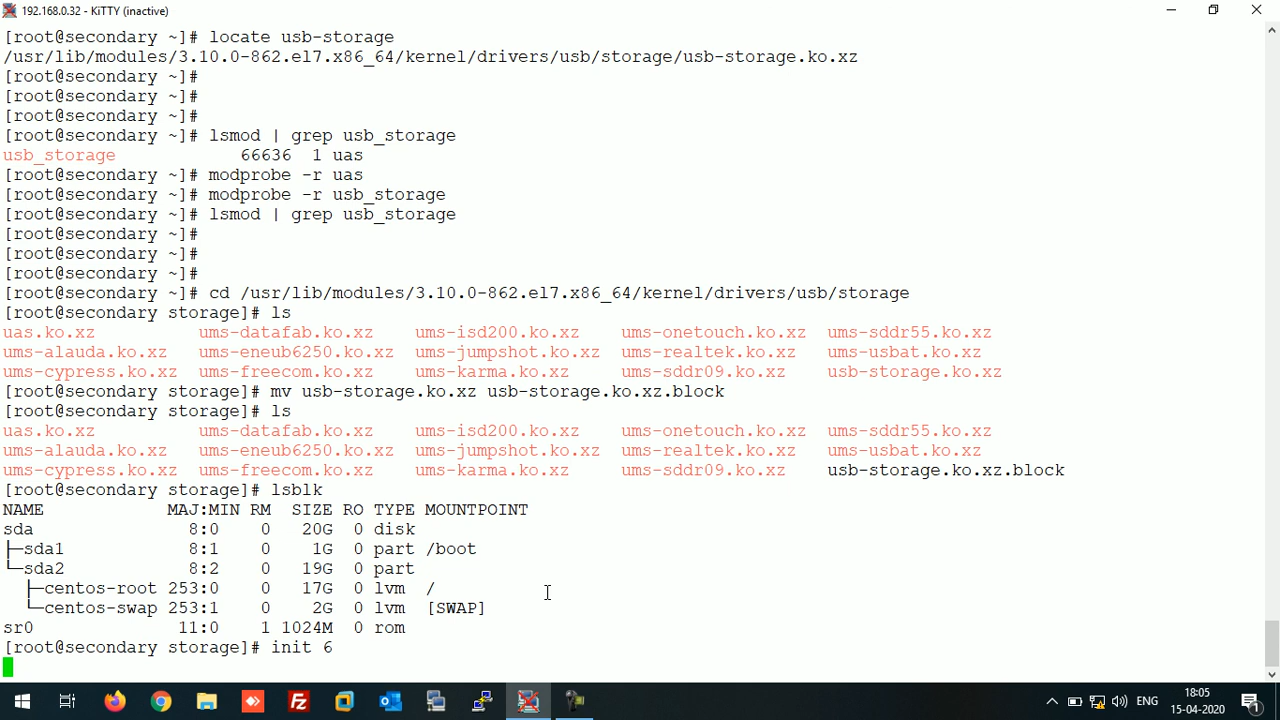 192.168.0.32 - KiTTY (inactive)
[root@secondary ~]# locate usb-storage
/usr/lib/modules/3.10.0-862.el7.x86_64/kernel/drivers/usb/storage/usb-storage.ko.xz
[root@secondary ~]#
[root@secondary ~]#
[root@secondary ~]#
[root@secondary ~]# lsmod | grep usb_storage
usb_storage 66636 1 uas
[root@secondary ~]# modprobe -r uas
[root@secondary ~]# modprobe -r usb_storage
[root@secondary ~]# lsmod | grep usb_storage
[root@secondary ~]#
[root@secondary ~]#
[root@secondary ~]#
[root@secondary ~]# cd /usr/lib/modules/3.10.0-862.el7.x86_64/kernel/drivers/usb/storage
[root@secondary storage]# ls
uas.ko.xz ums-datafab.ko.xz ums-isd200.ko.xz ums-onetouch.ko.xz ums-sddr55.ko.xz
ums-alauda.ko.xz ums-eneub6250.ko.xz ums-jumpshot.ko.xz ums-realtek.ko.xz ums-usbat.ko.xz
ums-cypress.ko.xz ums-freecom.ko.xz ums-karma.ko.xz ums-sddr09.ko.xz usb-storage.ko.xz
[root@secondary storage]# mv usb-storage.ko.xz usb-storage.ko.xz.block
[root@secondary storage]# ls
uas.ko.xz ums-datafab.ko.xz ums-isd200.ko.xz ums-onetouch.ko.xz ums-sddr55.ko.xz
ums-alauda.ko.xz ums-eneub6250.ko.xz ums-jumpshot.ko.xz ums-realtek.ko.xz ums-usbat.ko.xz
ums-cypress.ko.xz ums-freecom.ko.xz ums-karma.ko.xz ums-sddr09.ko.xz usb-storage.ko.xz.block
[root@secondary storage]# lsblk
NAME MAJ:MIN RM SIZE RO TYPE MOUNTPOINT
sda 8:0 0 20G 0 disk
├─sda1 8:1 0 1G 0 part /boot
└─sda2 8:2 0 19G 0 part
├─centos-root 253:0 0 17G 0 lvm /
└─centos-swap 253:1 0 2G 0 lvm [SWAP]
sr0 11:0 1 1024M 0 rom
[root@secondary storage]# init 6
ENG
18:05
15-04-2020
1